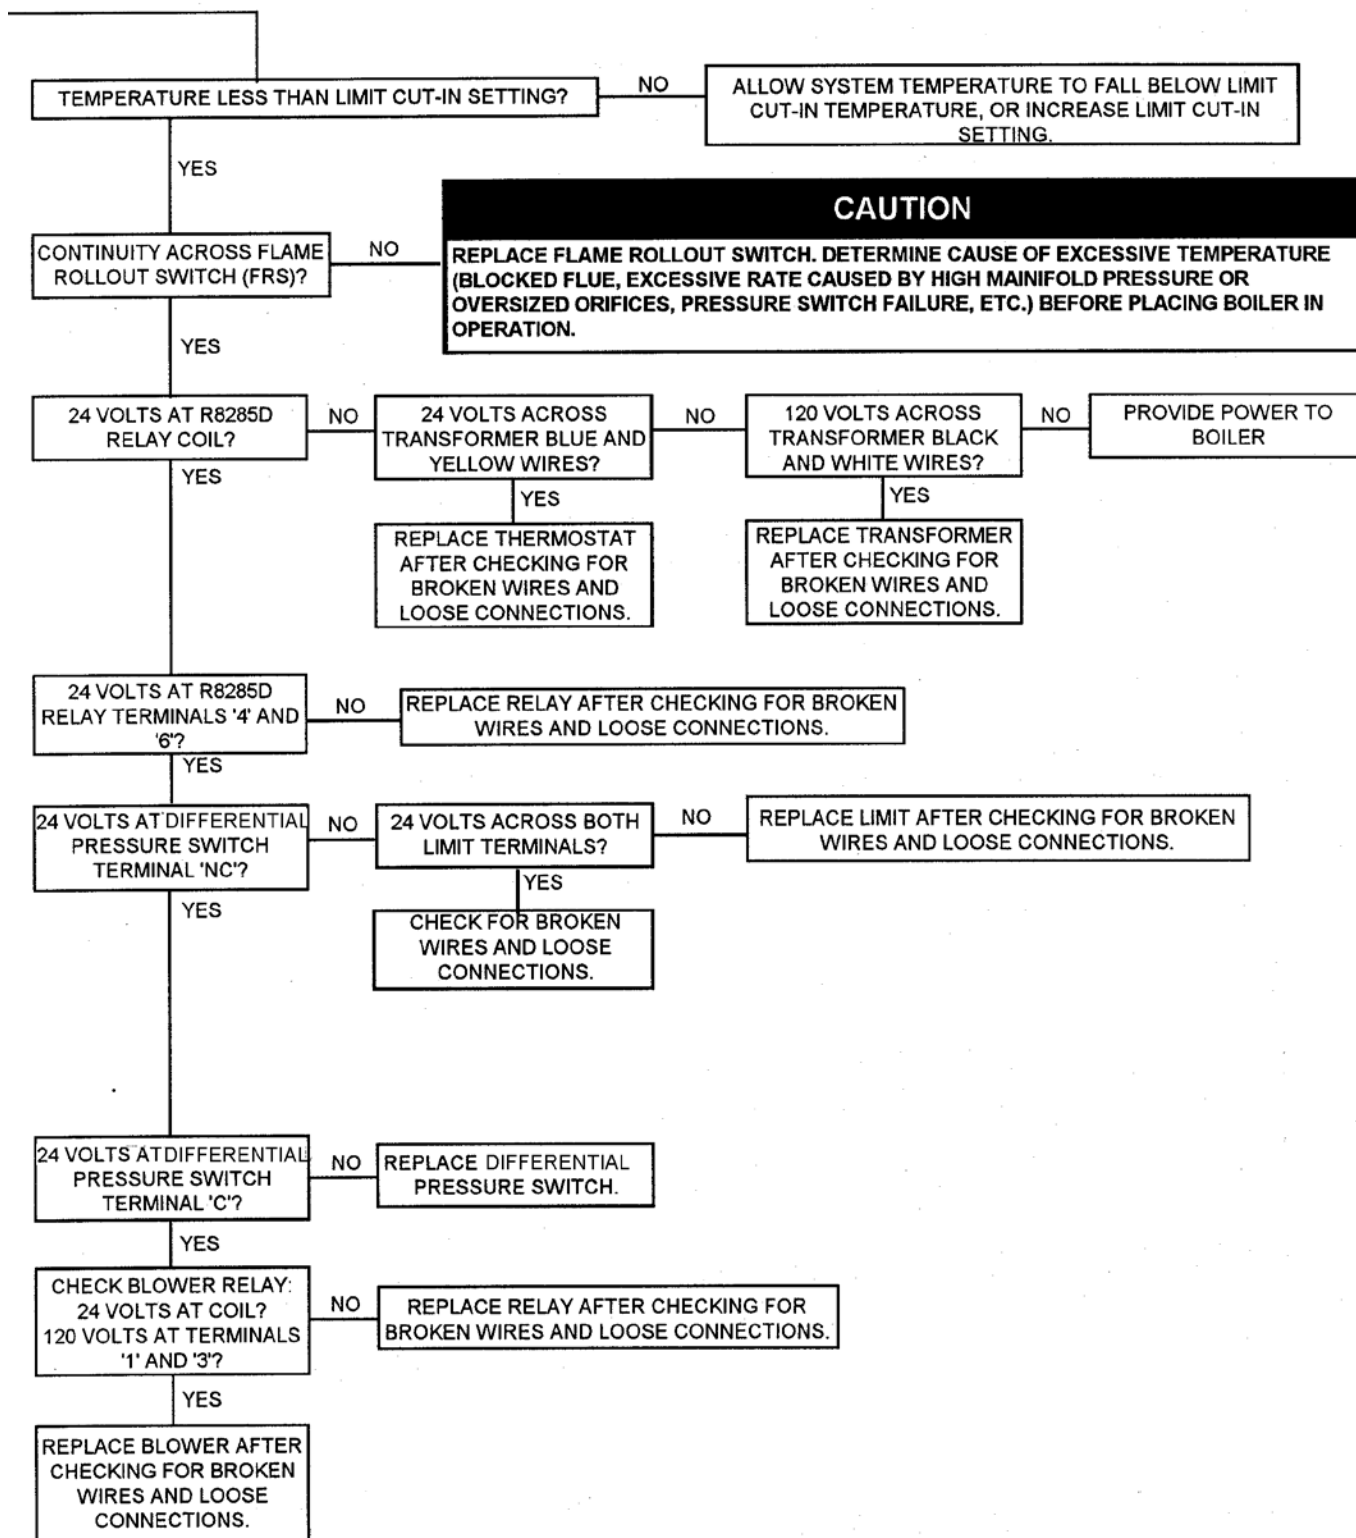 TEMPERATURE LESS THAN LIMIT CUT-IN SETTING?
NO
ALLOW SYSTEM TEMPERATURE TO FALL BELOW LIMIT
CUT-IN TEMPERATURE, OR INCREASE LIMIT CUT-IN
SETTING.
YES
CAUTION
CONTINUITY ACROSS FLAME
ROLLOUT SWITCH (FRS)?
NO
REPLACE FLAME ROLLOUT SWITCH. DETERMINE CAUSE OF EXCESSIVE TEMPERATURE
(BLOCKED FLUE, EXCESSIVE RATE CAUSED BY HIGH MAINIFOLD PRESSURE OR
OVERSIZED ORIFICES, PRESSURE SWITCH FAILURE, ETC.) BEFORE PLACING BOILER IN
OPERATION.
YES
24 VOLTS AT R8285D
RELAY COIL?
NO
24 VOLTS ACROSS
TRANSFORMER BLUE AND
YELLOW WIRES?
NO
120 VOLTS ACROSS
TRANSFORMER BLACK
AND WHITE WIRES?
NO
PROVIDE POWER TO
BOILER
YES
YES
YES
REPLACE THERMOSTAT
AFTER CHECKING FOR
BROKEN WIRES AND
LOOSE CONNECTIONS.
REPLACE TRANSFORMER
AFTER CHECKING FOR
BROKEN WIRES AND
LOOSE CONNECTIONS.
24 VOLTS AT R8285D
RELAY TERMINALS '4' AND
'6'?
NO
REPLACE RELAY AFTER CHECKING FOR BROKEN
WIRES AND LOOSE CONNECTIONS.
YES
24 VOLTS AT DIFFERENTIAL
PRESSURE SWITCH
TERMINAL 'NC'?
NO
24 VOLTS ACROSS BOTH
LIMIT TERMINALS?
NO
REPLACE LIMIT AFTER CHECKING FOR BROKEN
WIRES AND LOOSE CONNECTIONS.
YES
YES
CHECK FOR BROKEN
WIRES AND LOOSE
CONNECTIONS.
24 VOLTS AT DIFFERENTIAL
PRESSURE SWITCH
TERMINAL 'C'?
NO
REPLACE DIFFERENTIAL
PRESSURE SWITCH.
YES
CHECK BLOWER RELAY:
24 VOLTS AT COIL?
120 VOLTS AT TERMINALS
'1' AND '3'?
NO
REPLACE RELAY AFTER CHECKING FOR
BROKEN WIRES AND LOOSE CONNECTIONS.
YES
REPLACE BLOWER AFTER
CHECKING FOR BROKEN
WIRES AND LOOSE
CONNECTIONS.